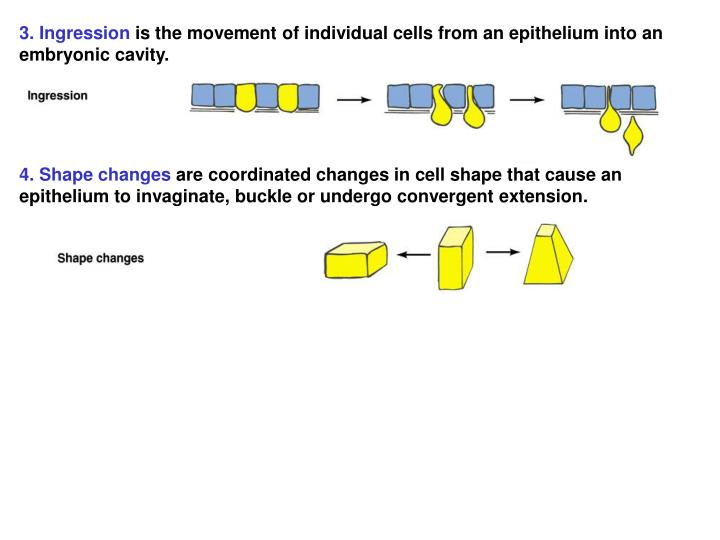 3. Ingression is the movement of individual cells from an epithelium into an
embryonic cavity.
Ingression
4. Shape changes are coordinated changes in cell shape that cause an
epithelium to invaginate, buckle or undergo convergent extension.
Shape changes